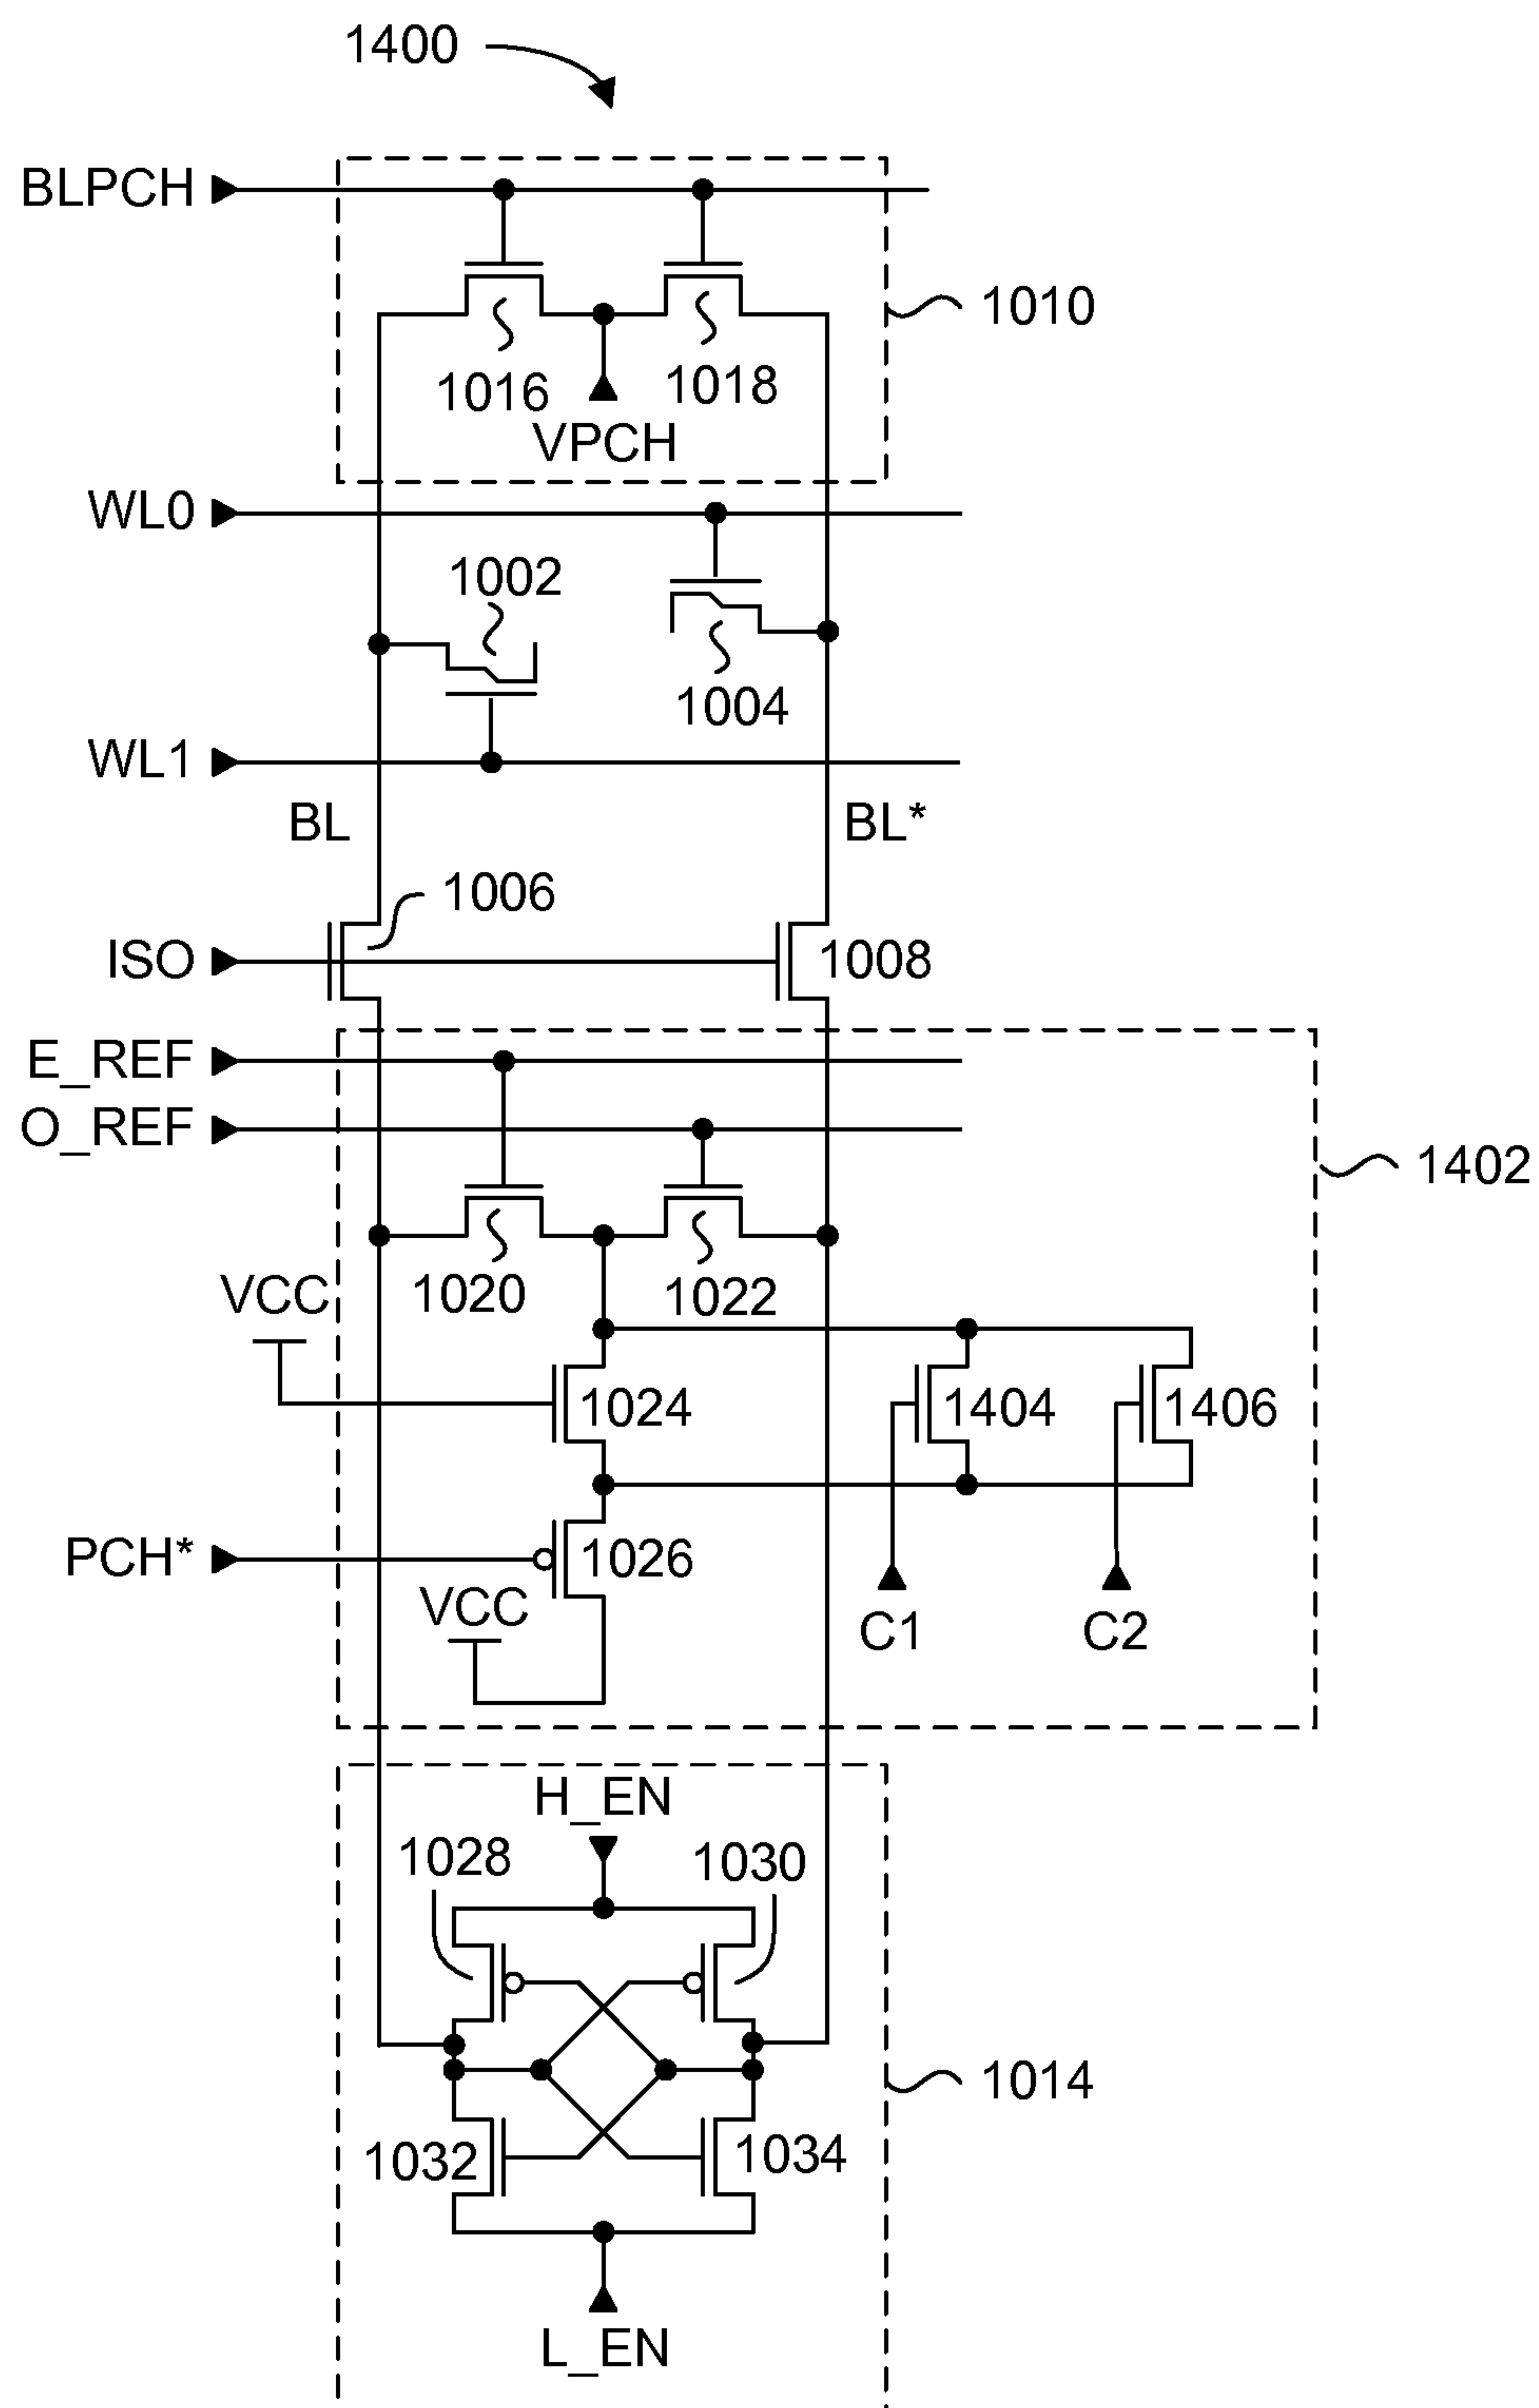 1400
BLPCH
1010
1016
1018
VPCH
WL0
1002
1004
WL1
BL
BL*
1006
ISO
1008
E_REF
O_REF
1402
1020
1022
VCC
1024
1404
1406
PCH*
1026
VCC
C1
C2
H_EN
1028
1030
1014
1032
1034
L_EN